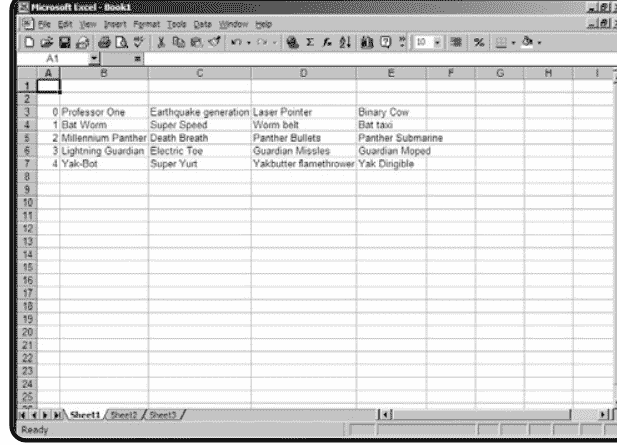 Microsoft Excel - Book1
File Edit View Insert Format Tools Data Window Help
10 %
A1 =
A B C D E F G H I
1
2
3 0 Professor One Earthquake generation Laser Pointer Binary Cow
4 1 Bat Worm Super Speed Worm belt Bat taxi
5 2 Millennium Panther Death Breath Panther Bullets Panther Submarine
6 3 Lightning Guardian Electric Toe Guardian Missles Guardian Moped
7 4 Yak-Bot Super Yurt Yakbutter flamethrower Yak Dirigible
8
9
10
11
12
13
14
15
16
17
18
19
20
21
22
23
24
25
Sheet1 Sheet2 Sheet3
Ready